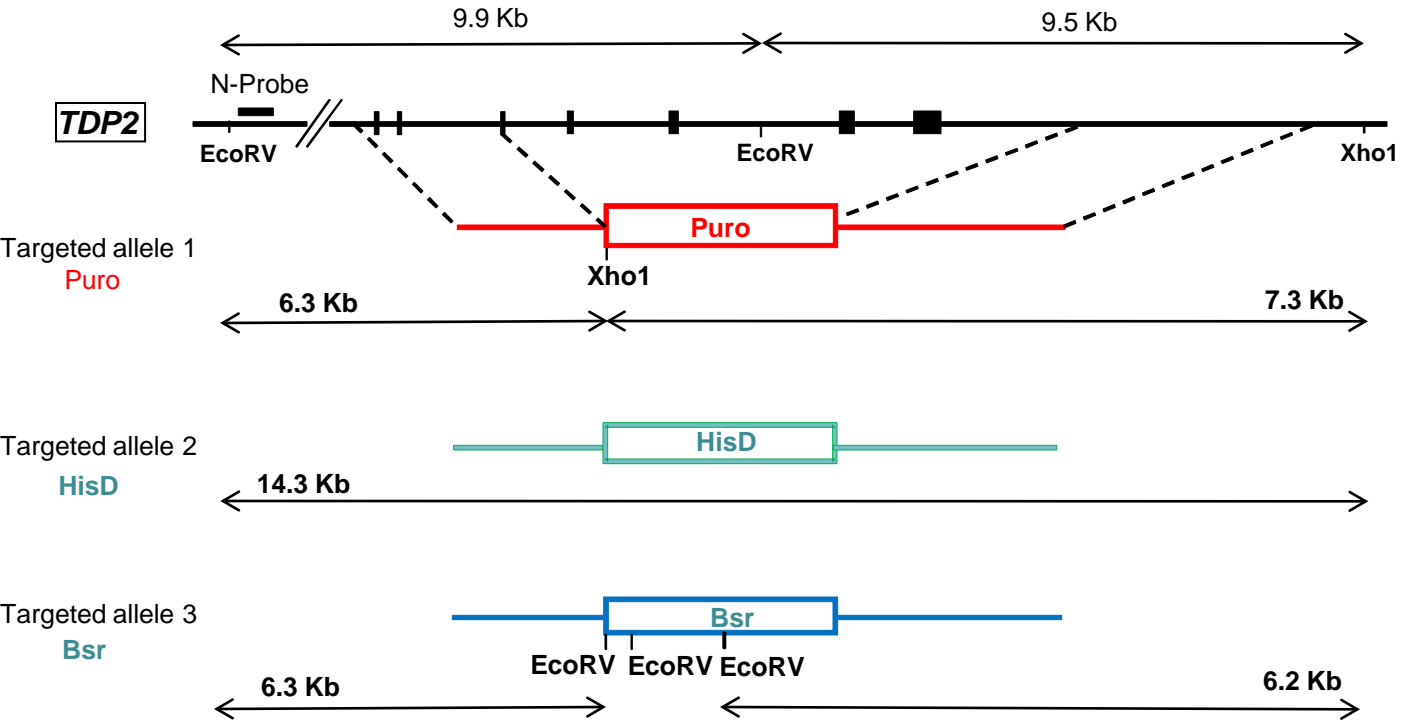 9.9 Kb
9.5 Kb
N-Probe
TDP2
EcoRV
EcoRV
Xho1
Puro
Targeted allele 1
Puro
Xho1
6.3 Kb
7.3 Kb
HisD
Targeted allele 2
HisD
14.3 Kb
Targeted allele 3
Bsr
Bsr
EcoRV EcoRV EcoRV
6.3 Kb
6.2 Kb